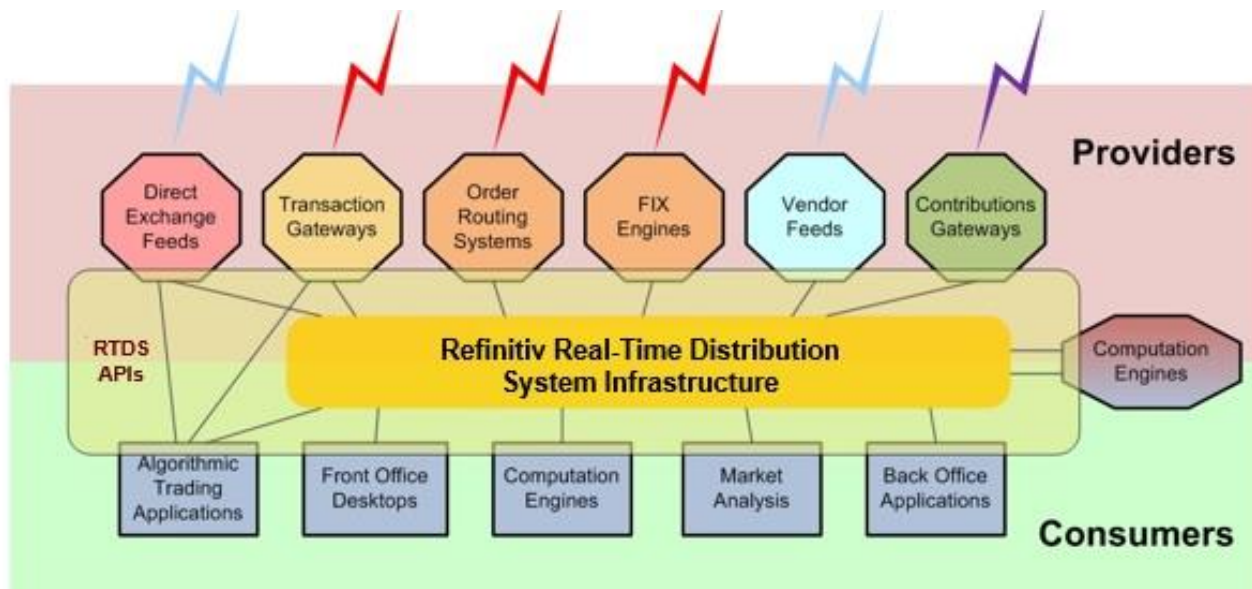 Providers
Direct
Exchange
Feeds
Transaction
Gateways
Order
Routing
Systems
FIX
Engines
Vendor
Feeds
Contributions
Gateways
RTDS
APIs
Refinitiv Real-Time Distribution
System Infrastructure
Computation
Engines
Algorithmic
Trading
Applications
Front Office
Desktops
Computation
Engines
Market
Analysis
Back Office
Applications
Consumers